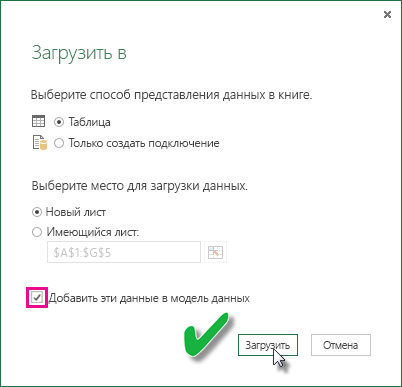 Загрузить в
Выберите способ представления данных в книге.
Таблица
Только создать подключение
Выберите место для загрузки данных.
Новый лист
Имеющийся лист:
$A$1:$G$5
Добавить эти данные в модель данных
Загрузить
Отмена